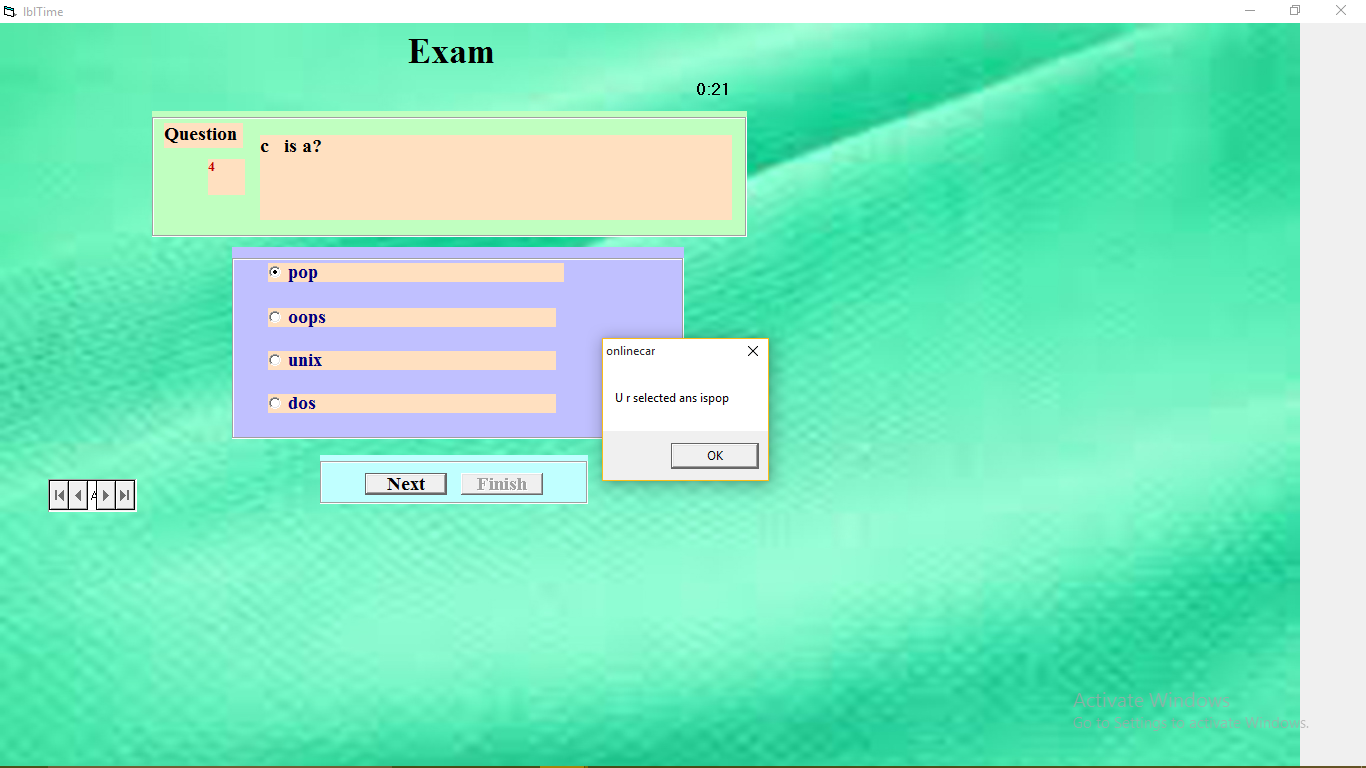 lblTime
Exam
0:21
Question
4
c is a?
pop
oops
unix
dos
onlinecar
U r selected ans ispop
OK
Next
Finish
Activate Windows
Go to Settings to activate Windows.